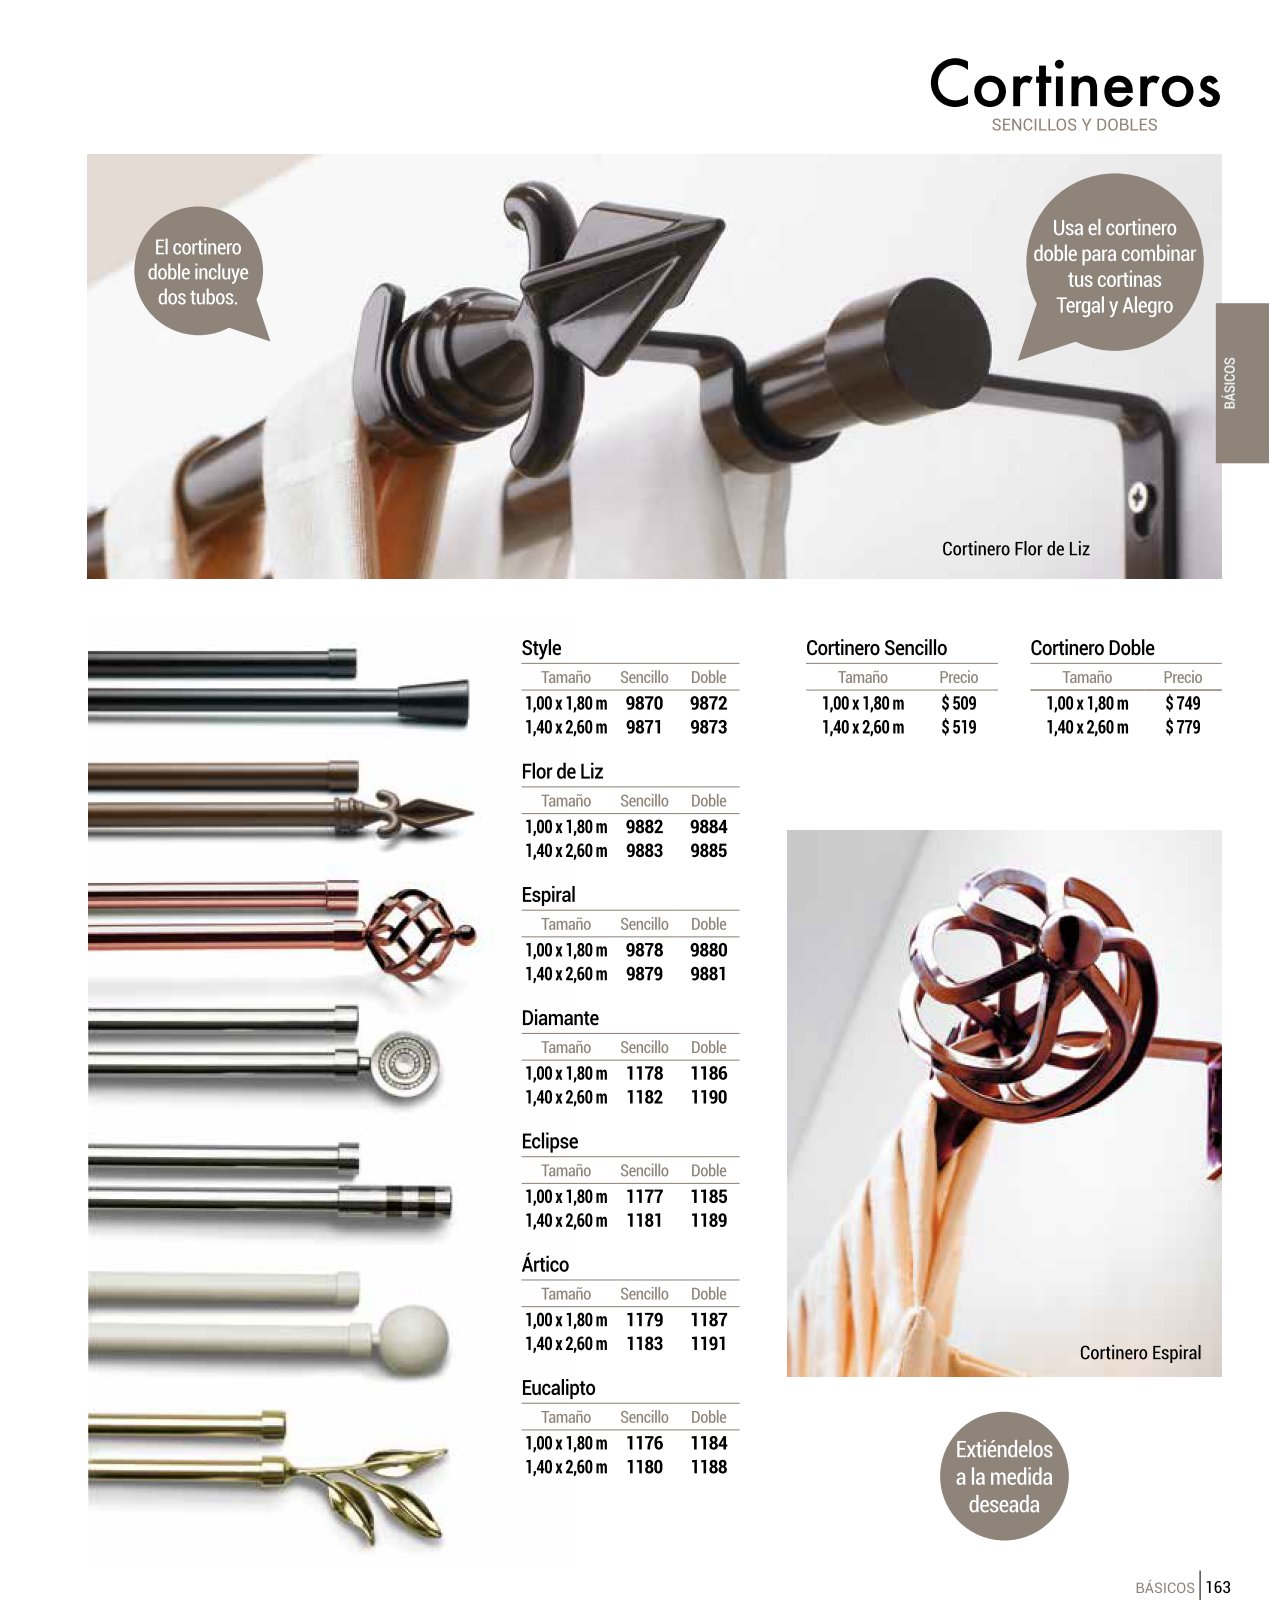 Cortineros
SENCILLOS Y DOBLES
El cortinero
doble incluye
dos tubos.
Usa el cortinero
doble para combinar
tus cortinas
Tergal y Alegro
BÁSICOS
Cortinero Flor de Liz
Style
Tamaño Sencillo Doble
1,00 x 1,80 m 9870 9872
1,40 x 2,60 m 9871 9873
Flor de Liz
Tamaño Sencillo Doble
1,00 x 1,80 m 9882 9884
1,40 x 2,60 m 9883 9885
Espiral
Tamaño Sencillo Doble
1,00 x 1,80 m 9878 9880
1,40 x 2,60 m 9879 9881
Diamante
Tamaño Sencillo Doble
1,00 x 1,80 m 1178 1186
1,40 x 2,60 m 1182 1190
Eclipse
Tamaño Sencillo Doble
1,00 x 1,80 m 1177 1185
1,40 x 2,60 m 1181 1189
Ártico
Tamaño Sencillo Doble
1,00 x 1,80 m 1179 1187
1,40 x 2,60 m 1183 1191
Eucalipto
Tamaño Sencillo Doble
1,00 x 1,80 m 1176 1184
1,40 x 2,60 m 1180 1188
Cortinero Sencillo
Tamaño Precio
1,00 x 1,80 m $ 509
1,40 x 2,60 m $ 519
Cortinero Doble
Tamaño Precio
1,00 x 1,80 m $ 749
1,40 x 2,60 m $ 779
Cortinero Espiral
Extiéndelos
a la medida
deseada
BÁSICOS 163